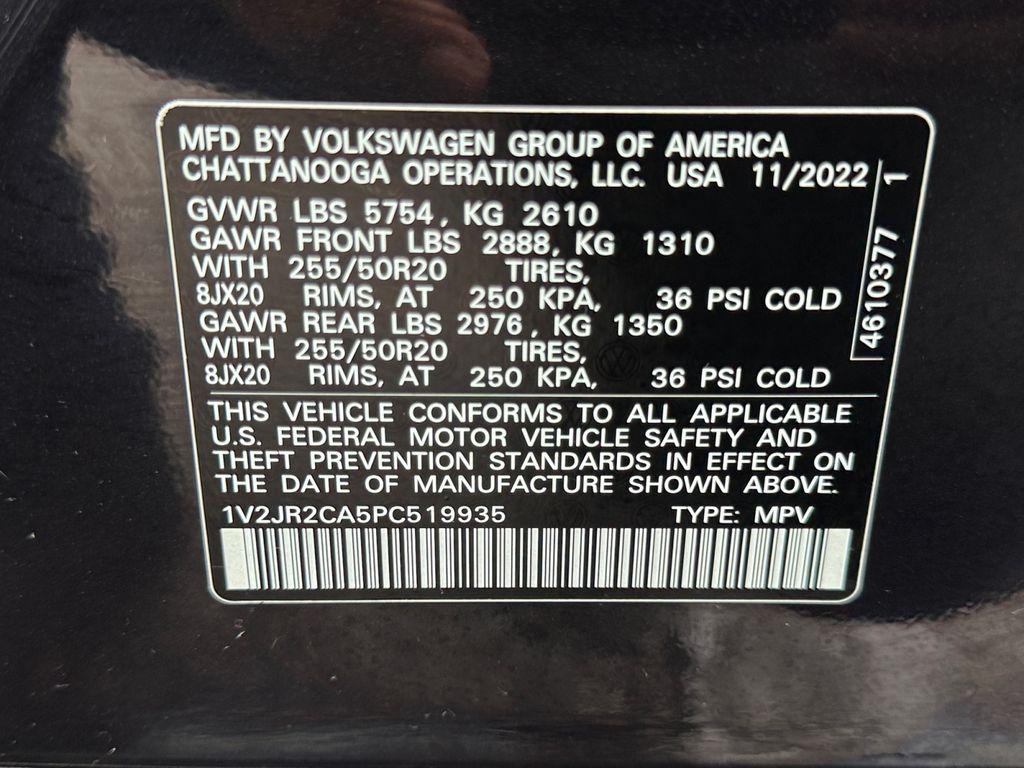 MFD BY VOLKSWAGEN GROUP OF AMERICA
CHATTANOOGA OPERATIONS, LLC. USA 11/2022
GVWR LBS 5754, KG 2610
GAWR FRONT LBS 2888, KG 1310
WITH 255/50R20 TIRES,
8JX20 RIMS, AT 250 KPA, 36 PSI COLD
GAWR REAR LBS 2976, KG 1350
WITH 255/50R20 TIRES,
8JX20 RIMS, AT 250 KPA, 36 PSI COLD
4610377 1
THIS VEHICLE CONFORMS TO ALL APPLICABLE
U.S. FEDERAL MOTOR VEHICLE SAFETY AND
THEFT PREVENTION STANDARDS IN EFFECT ON
THE DATE OF MANUFACTURE SHOWN ABOVE.
1V2JR2CA5PC519935 TYPE: MPV